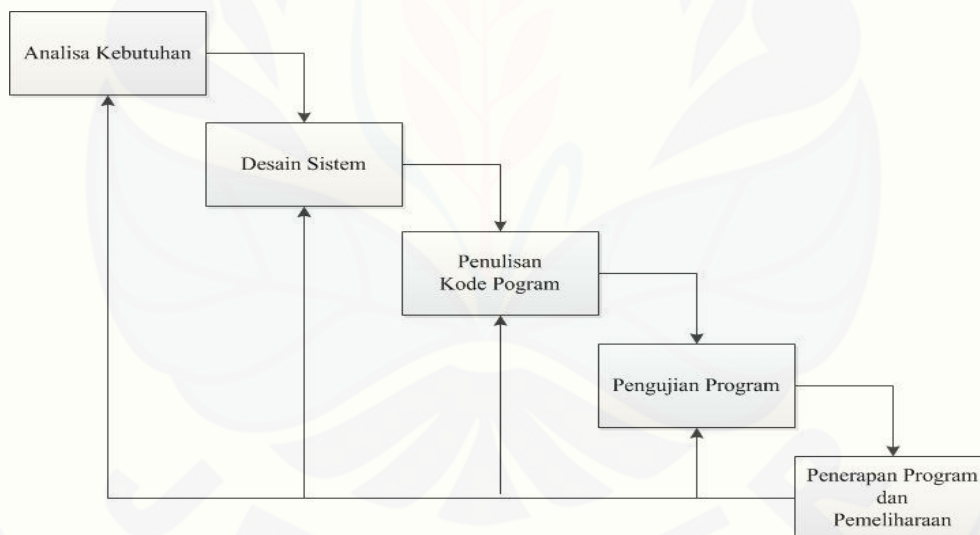 Analisa Kebutuhan
Desain Sistem
Penulisan
Kode Pogram
Pengujian Program
Penerapan Program
dan
Pemeliharaan